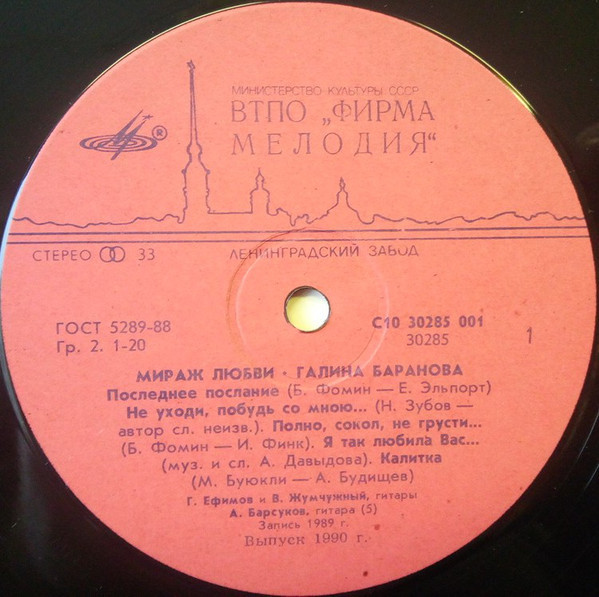 МИНИСТЕРСТВО КУЛЬТУРЫ СССР
ВТПО „ФИРМА
МЕЛОДИЯ“
®
СТЕРЕО 33
ЛЕНИНГРАДСКИЙ ЗАВОД
ГОСТ 5289-88
Гр. 2. 1-20
С10 30285 001
30285
1
МИРАЖ ЛЮБВИ · ГАЛИНА БАРАНОВА
Последнее послание (Б. Фомин — Е. Эльпорт)
Не уходи, побудь со мною... (Н. Зубов —
автор сл. неизв.). Полно, сокол, не грусти...
(Б. Фомин — И. Финк). Я так любила Вас...
(муз. и сл. А. Давыдова). Калитка
(М. Буюкли — А. Будищев)
Г. Ефимов и В. Жумчужный, гитары
А. Барсуков, гитара (5)
Запись 1989 г.
Выпуск 1990 г.